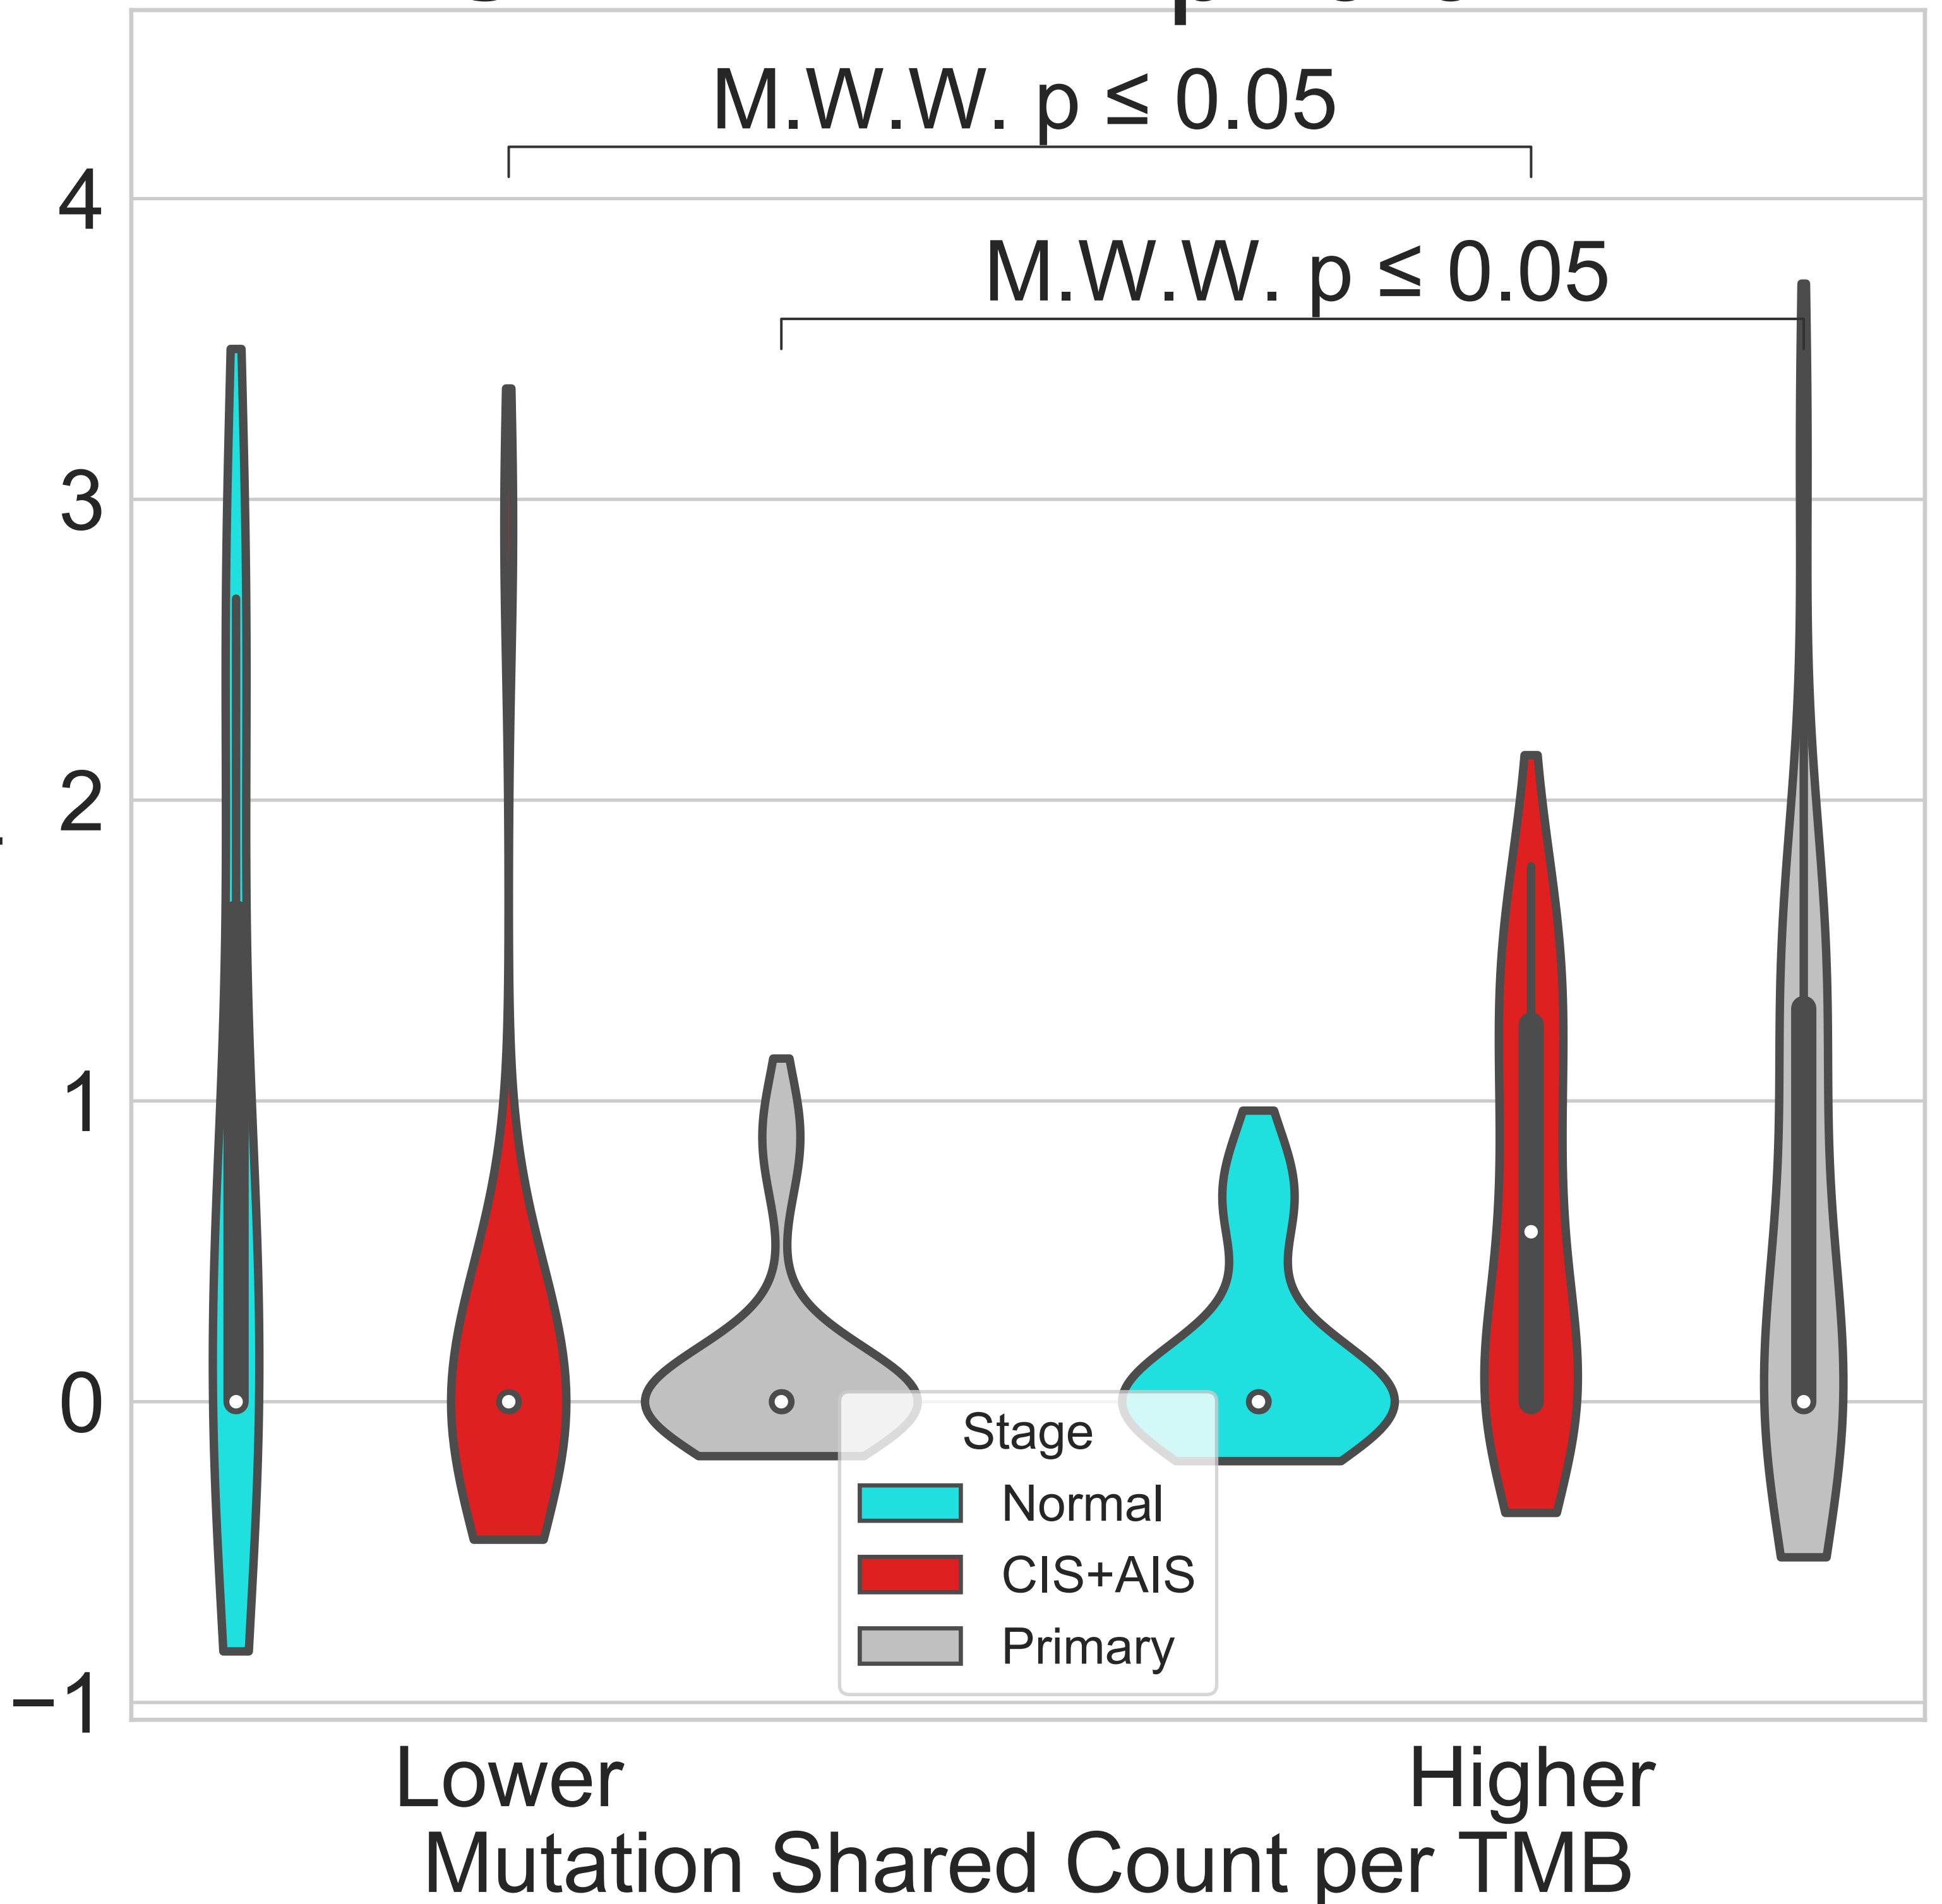 M.W.W. p ≤ 0.05
4
M.W.W. p ≤ 0.05
3
2
1
0
Stage
Normal
CIS+AIS
Primary
−1
Lower Higher
Mutation Shared Count per TMB